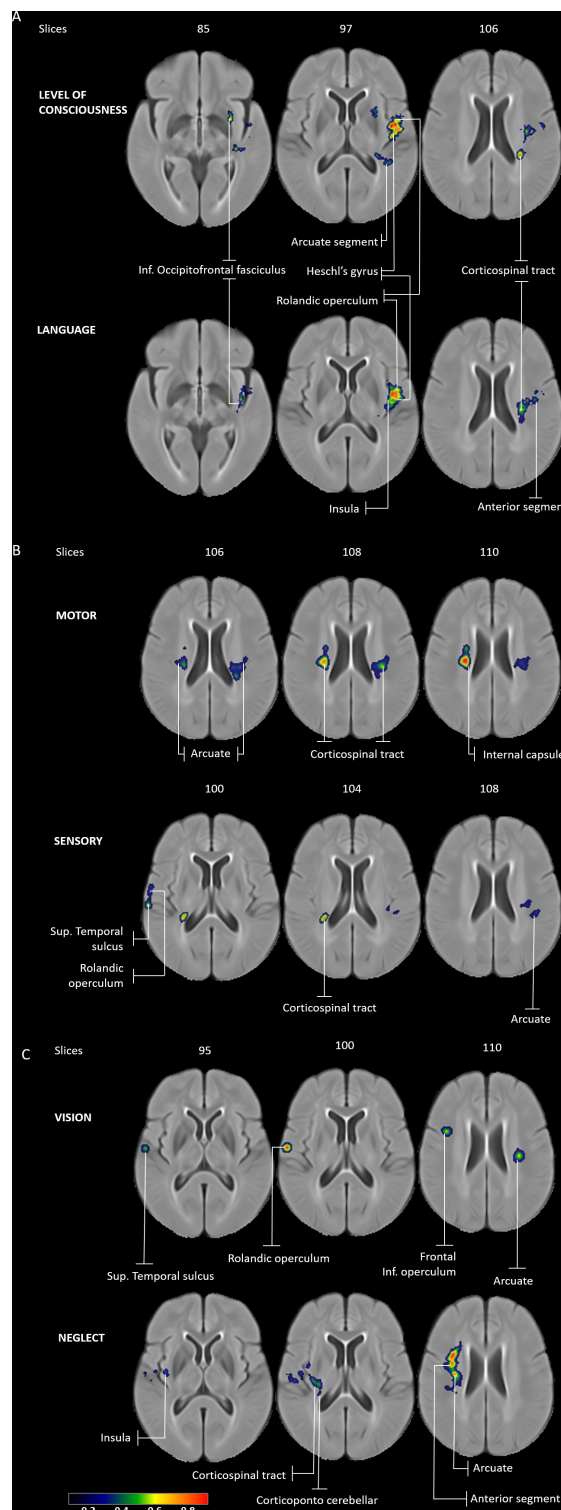 A
Slices 85 97 106
LEVEL OF
CONSCIOUSNESS
Arcuate segment
Inf. Occipitofrontal fasciculus Heschl's gyrus Corticospinal tract
Rolandic operculum
LANGUAGE
Insula Anterior segment
B
Slices 106 108 110
MOTOR
Arcuate Corticospinal tract Internal capsule
100 104 108
SENSORY
Sup. Temporal
sulcus
Rolandic
operculum
Corticospinal tract Arcuate
C
Slices 95 100 110
VISION
Rolandic operculum Frontal
Inf. operculum
Sup. Temporal sulcus Arcuate
NEGLECT
Insula
Corticospinal tract Arcuate
Corticoponto cerebellar Anterior segment
0.3 0.4 0.6 0.8